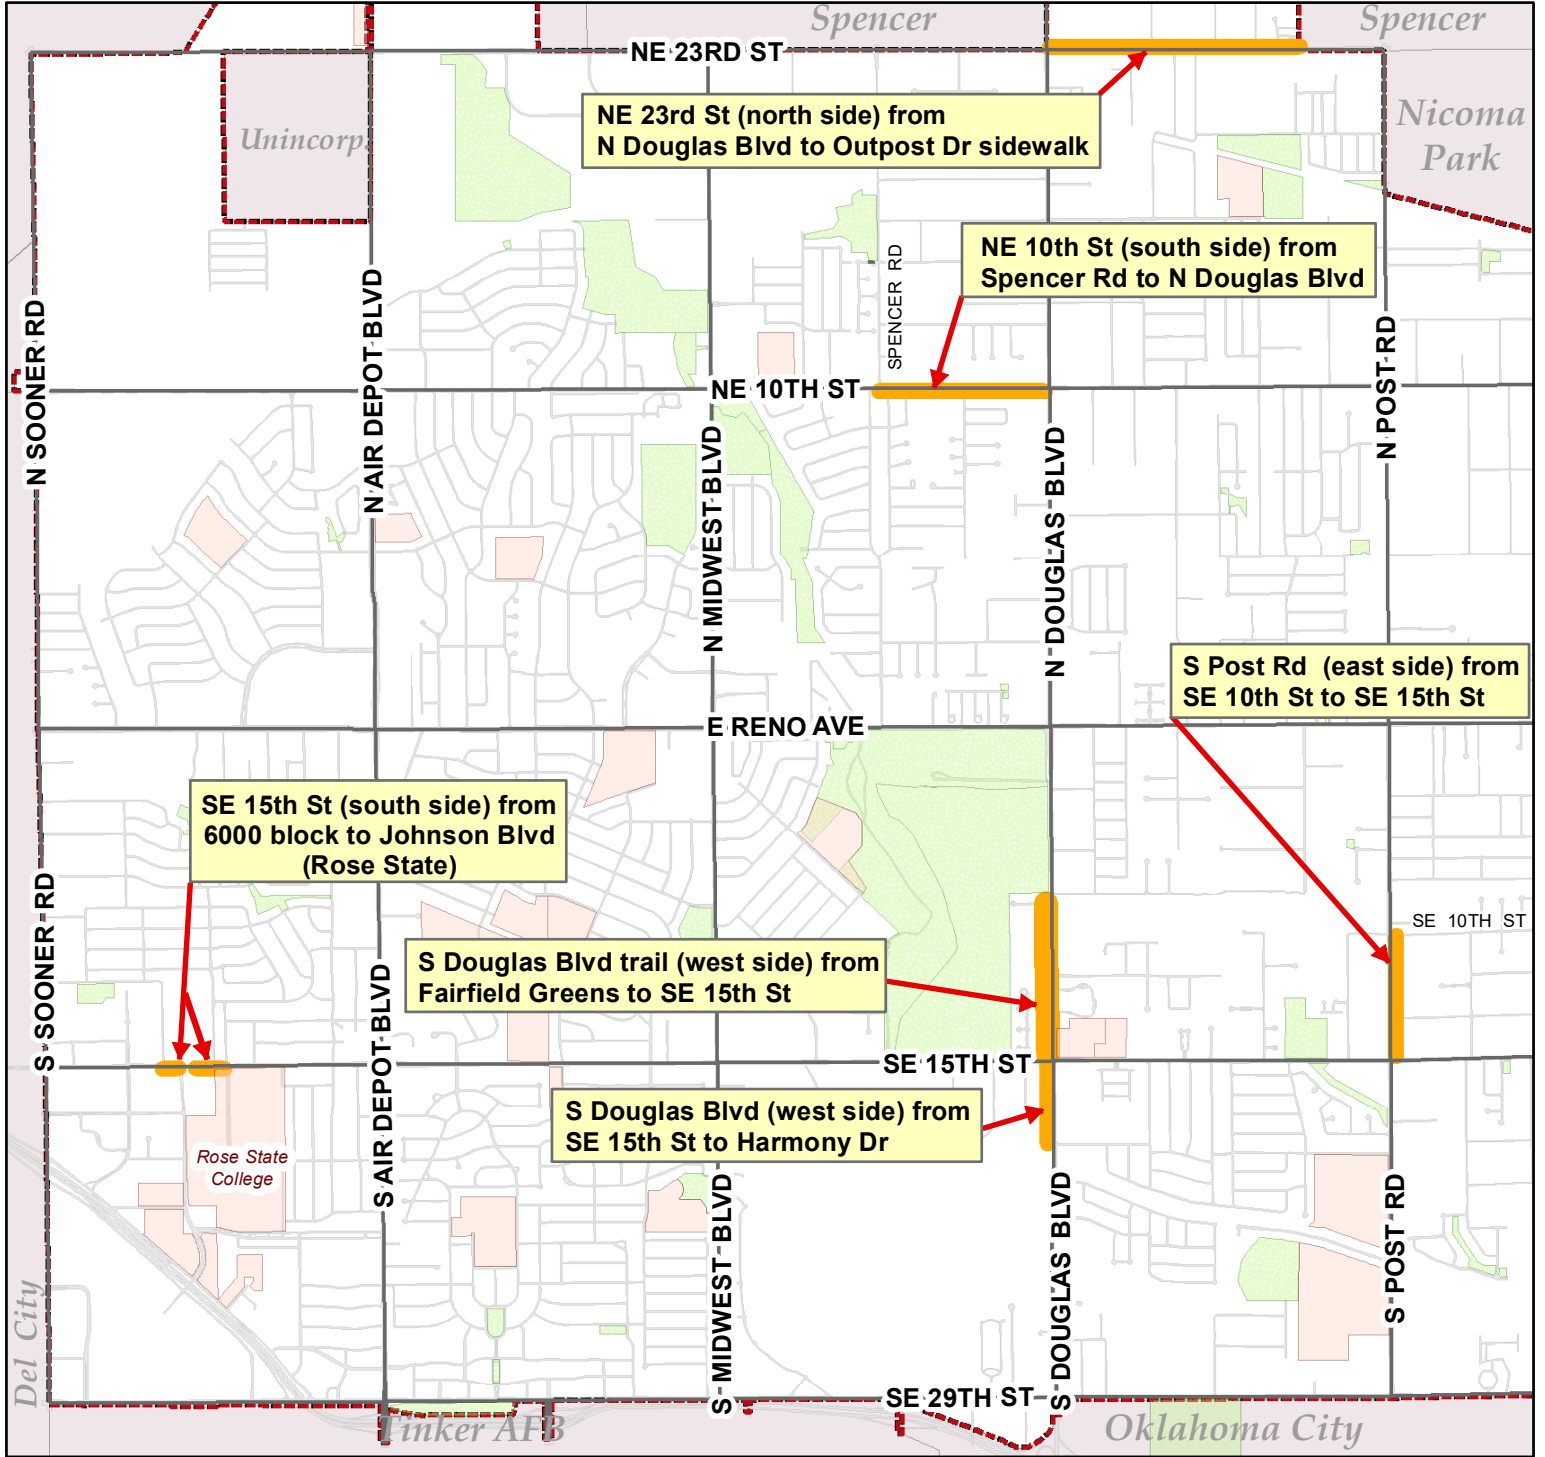 Spencer
Spencer
NE 23RD ST
NE 23rd St (north side) from
N Douglas Blvd to Outpost Dr sidewalk
Unincorp.
Nicoma
Park
NE 10th St (south side) from
Spencer Rd to N Douglas Blvd
SPENCER RD
N SOONER RD
N AIR DEPOT BLVD
N POST RD
NE 10TH ST
N MIDWEST BLVD
N DOUGLAS BLVD
S Post Rd (east side) from
SE 10th St to SE 15th St
E RENO AVE
SE 15th St (south side) from
6000 block to Johnson Blvd
(Rose State)
S SOONER RD
SE 10TH ST
S Douglas Blvd trail (west side) from
Fairfield Greens to SE 15th St
S AIR DEPOT BLVD
SE 15TH ST
S Douglas Blvd (west side) from
SE 15th St to Harmony Dr
Rose State
College
S MIDWEST BLVD
S DOUGLAS BLVD
S POST RD
Del City
SE 29TH ST
Tinker AFB
Oklahoma City